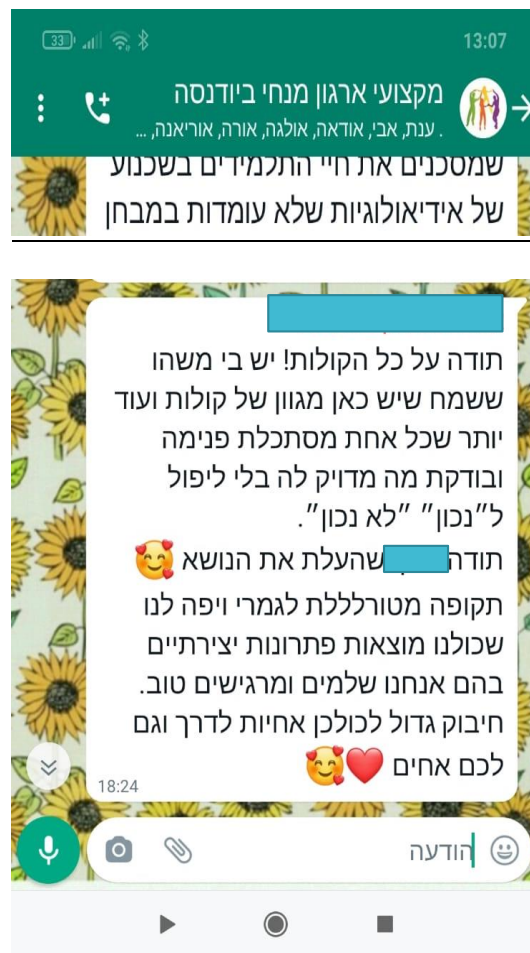 33
13:07
מקצועי ארגון מנחי ביודנסה
. ענת, אבי, אודאה, אולגה, אורה, אוריאנה, ...
שמסכנים את חיי התלמידים בשכנוע
של אידיאולוגיות שלא עומדות במבחן
תודה על כל הקולות! יש בי משהו
ששמח שיש כאן מגוון של קולות ועוד
יותר שכל אחת מסתכלת פנימה
ובודקת מה מדויק לה בלי ליפול
ל״נכון״ ״לא נכון״.
תודה שהעלת את הנושא 🥰
תקופה מטורלללת לגמרי ויפה לנו
שכולנו מוצאות פתרונות יצירתיים
בהם אנחנו שלמים ומרגישים טוב.
חיבוק גדול לכולכן אחיות לדרך וגם
לכם אחים ❤️🥰
18:24
הודעה